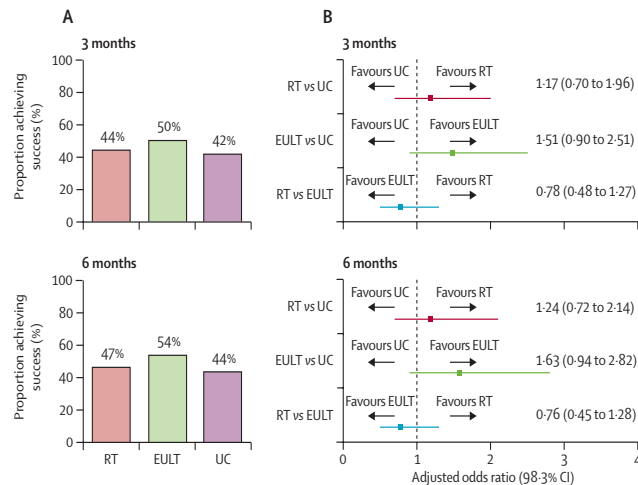 A
3 months
Proportion achieving
success (%)
100
80
60
40
20
0
44%
50%
42%
6 months
Proportion achieving
success (%)
100
80
60
40
20
0
47%
54%
44%
RT
EULT
UC
B
3 months
RT vs UC
Favours UC
Favours RT
1·17 (0·70 to 1·96)
EULT vs UC
Favours UC
Favours EULT
1·51 (0·90 to 2·51)
RT vs EULT
Favours EULT
Favours RT
0·78 (0·48 to 1·27)
6 months
RT vs UC
Favours UC
Favours RT
1·24 (0·72 to 2·14)
EULT vs UC
Favours UC
Favours EULT
1·63 (0·94 to 2·82)
RT vs EULT
Favours EULT
Favours RT
0·76 (0·45 to 1·28)
0
1
2
3
4
Adjusted odds ratio (98·3% CI)